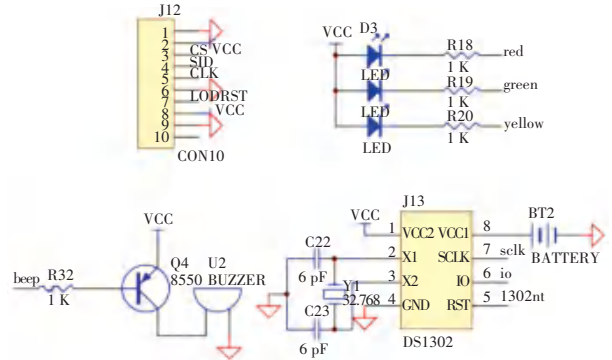 J12
1
2
3
4
5
6
7
8
9
10
VCC
CS
SID
CLK
LODRST
VCC
CON10
D3
VCC
LED
LED
LED
R18
1 K
R19
1 K
R20
1 K
red
green
yellow
beep
R32
1 K
VCC
Q4
8550
U2
BUZZER
C22
6 pF
C23
6 pF
Y1
32.768
VCC
J13
1 VCC2 VCC1 8
2 X1 SCLK 7
3 X2 IO 6
4 GND RST 5
DS1302
sclk
io
1302nt
BT2
BATTERY